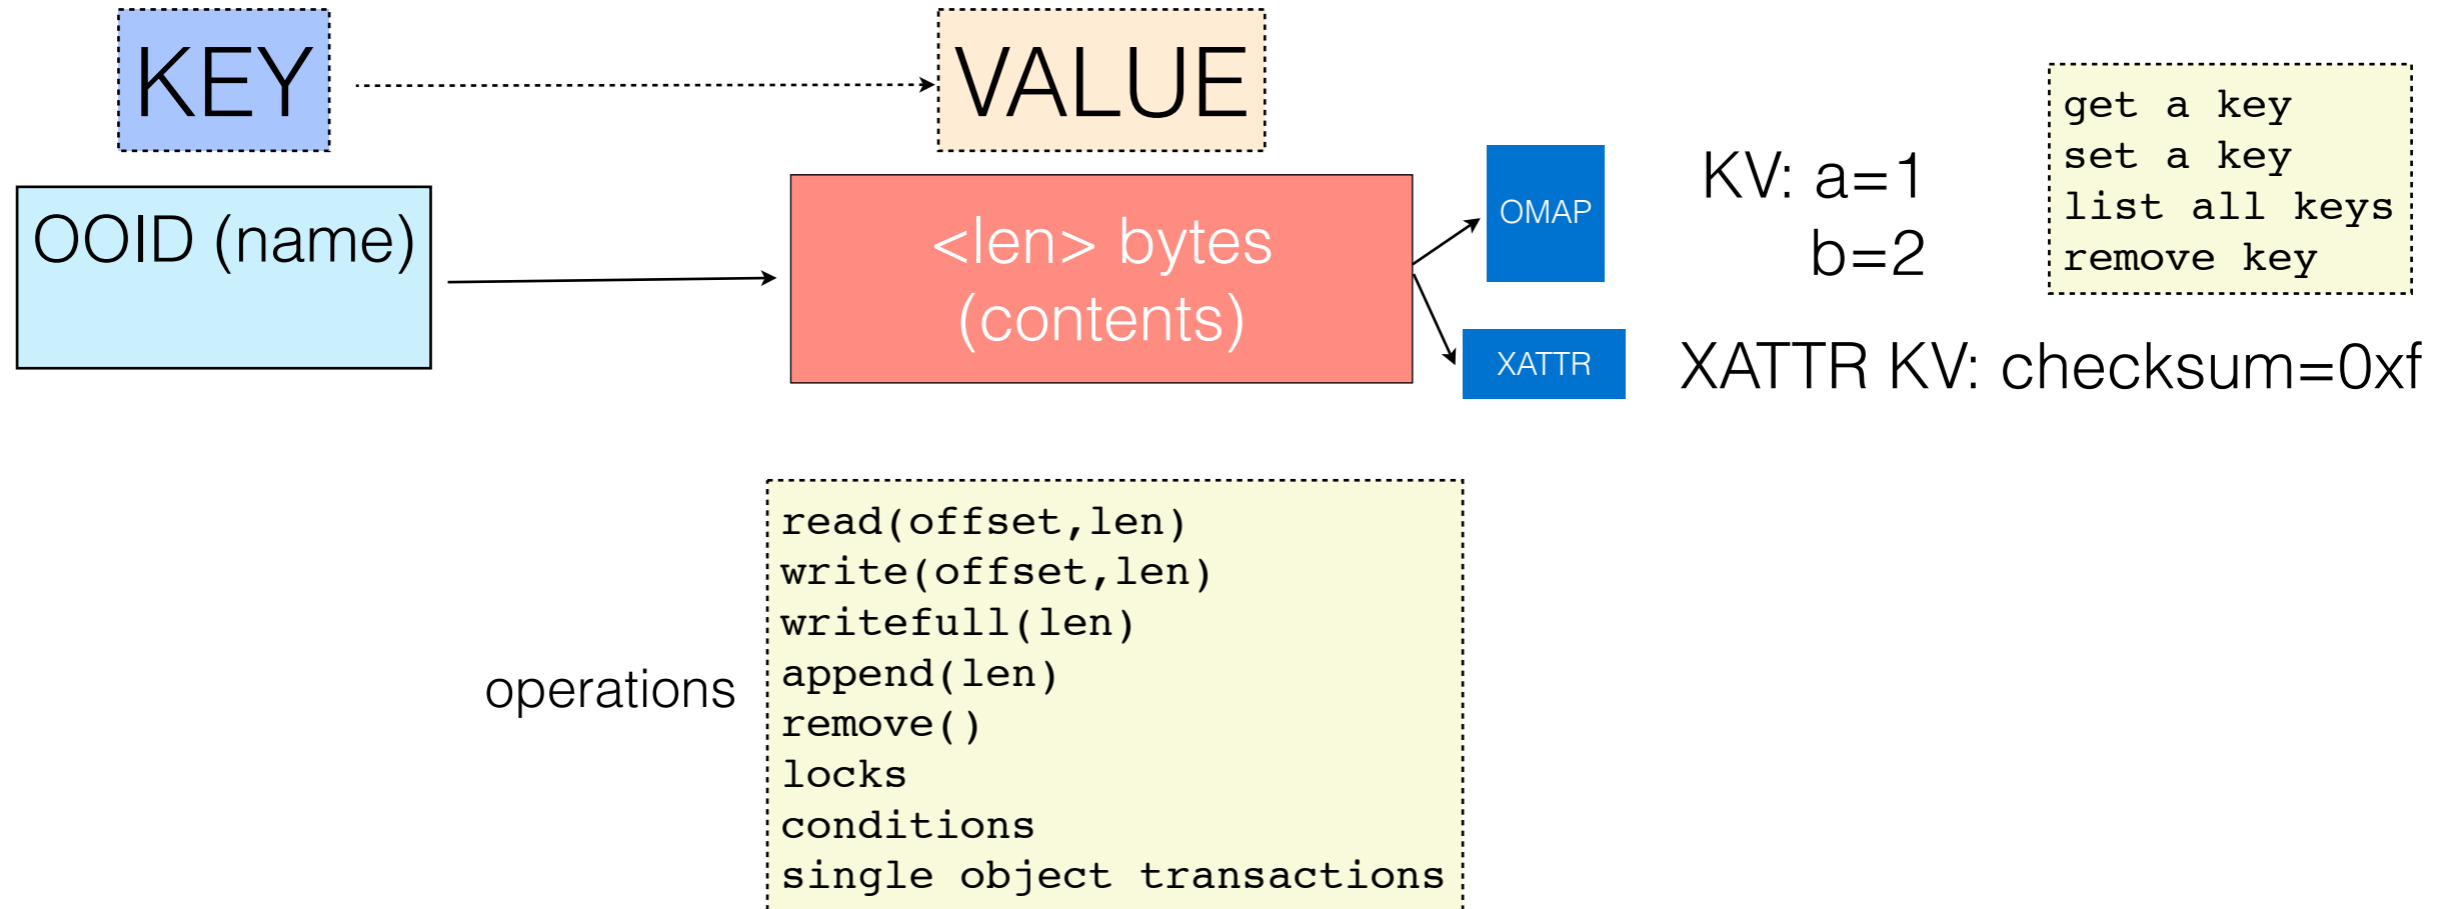 KEY
VALUE
OOID (name)
<len> bytes
(contents)
OMAP
XATTR
KV: a=1
b=2
XATTR KV: checksum=0xf
get a key
set a key
list all keys
remove key
operations
read(offset,len)
write(offset,len)
writefull(len)
append(len)
remove()
locks
conditions
single object transactions